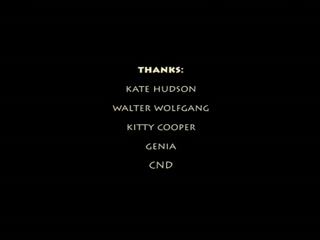 THANKS:
KATE HUDSON
WALTER WOLFGANG
KITTY COOPER
GENIA
CND